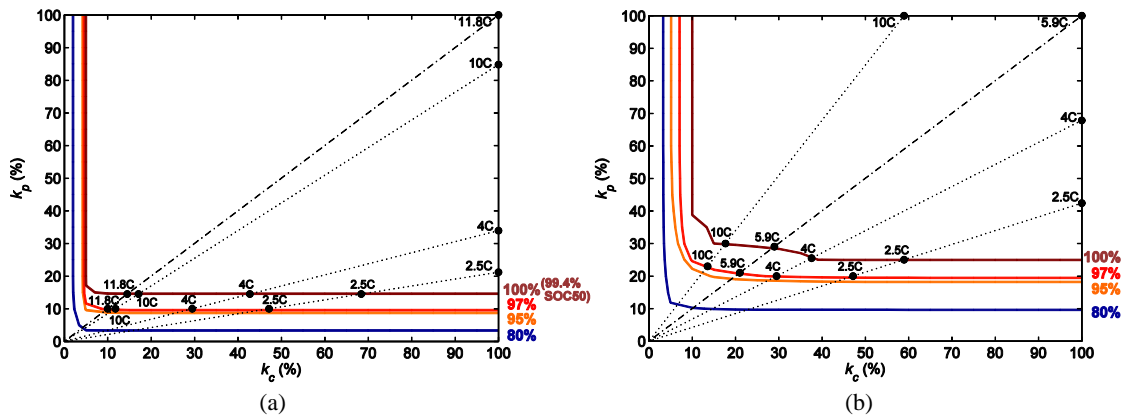 100
90
80
70
60
50
40
30
20
10
0
k_p (%)
11.8C
10C
4C
2.5C
11.8C
10C
4C
2.5C
11.8C
10C
4C
2.5C
100% (99.4% SOC50)
97%
95%
80%
0 10 20 30 40 50 60 70 80 90 100
k_c (%)
(a)
100
90
80
70
60
50
40
30
20
10
0
k_p (%)
10C
5.9C
4C
2.5C
10C
5.9C
4C
2.5C
10C
5.9C
4C
2.5C
100%
97%
95%
80%
0 10 20 30 40 50 60 70 80 90 100
k_c (%)
(b)